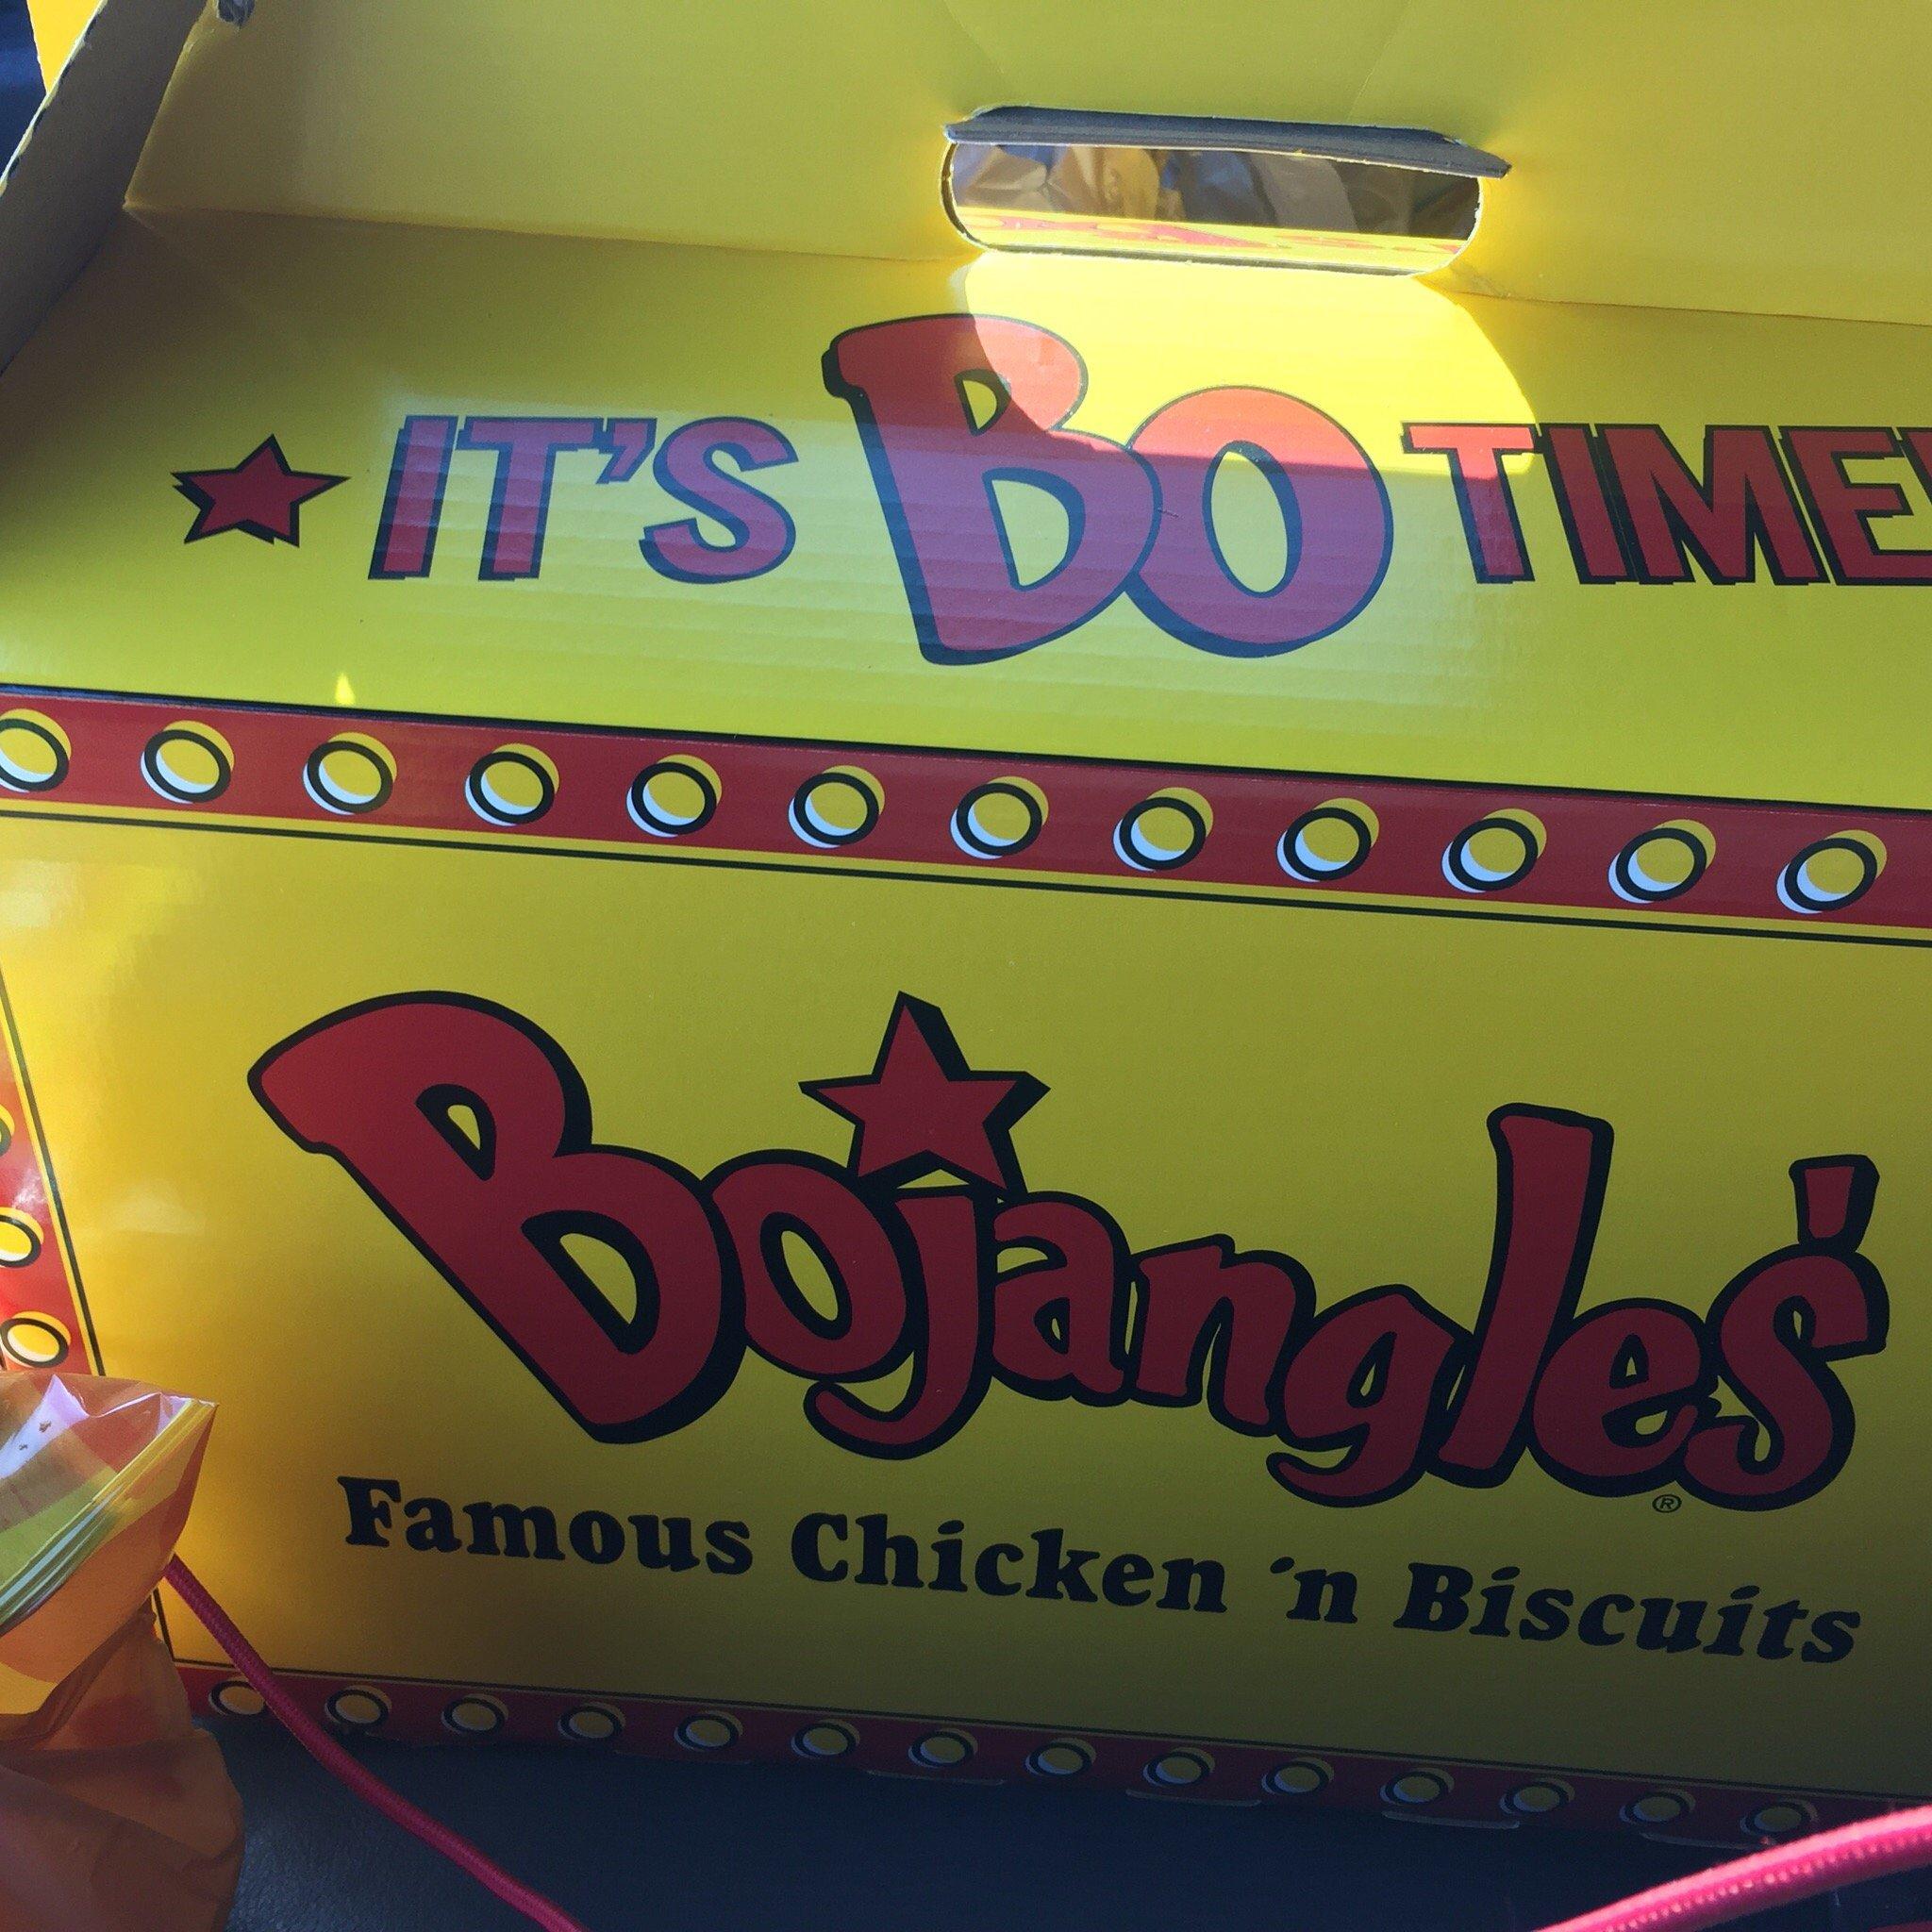 IT'S BO TIME!
Bojangles'
®
Famous Chicken 'n Biscuits